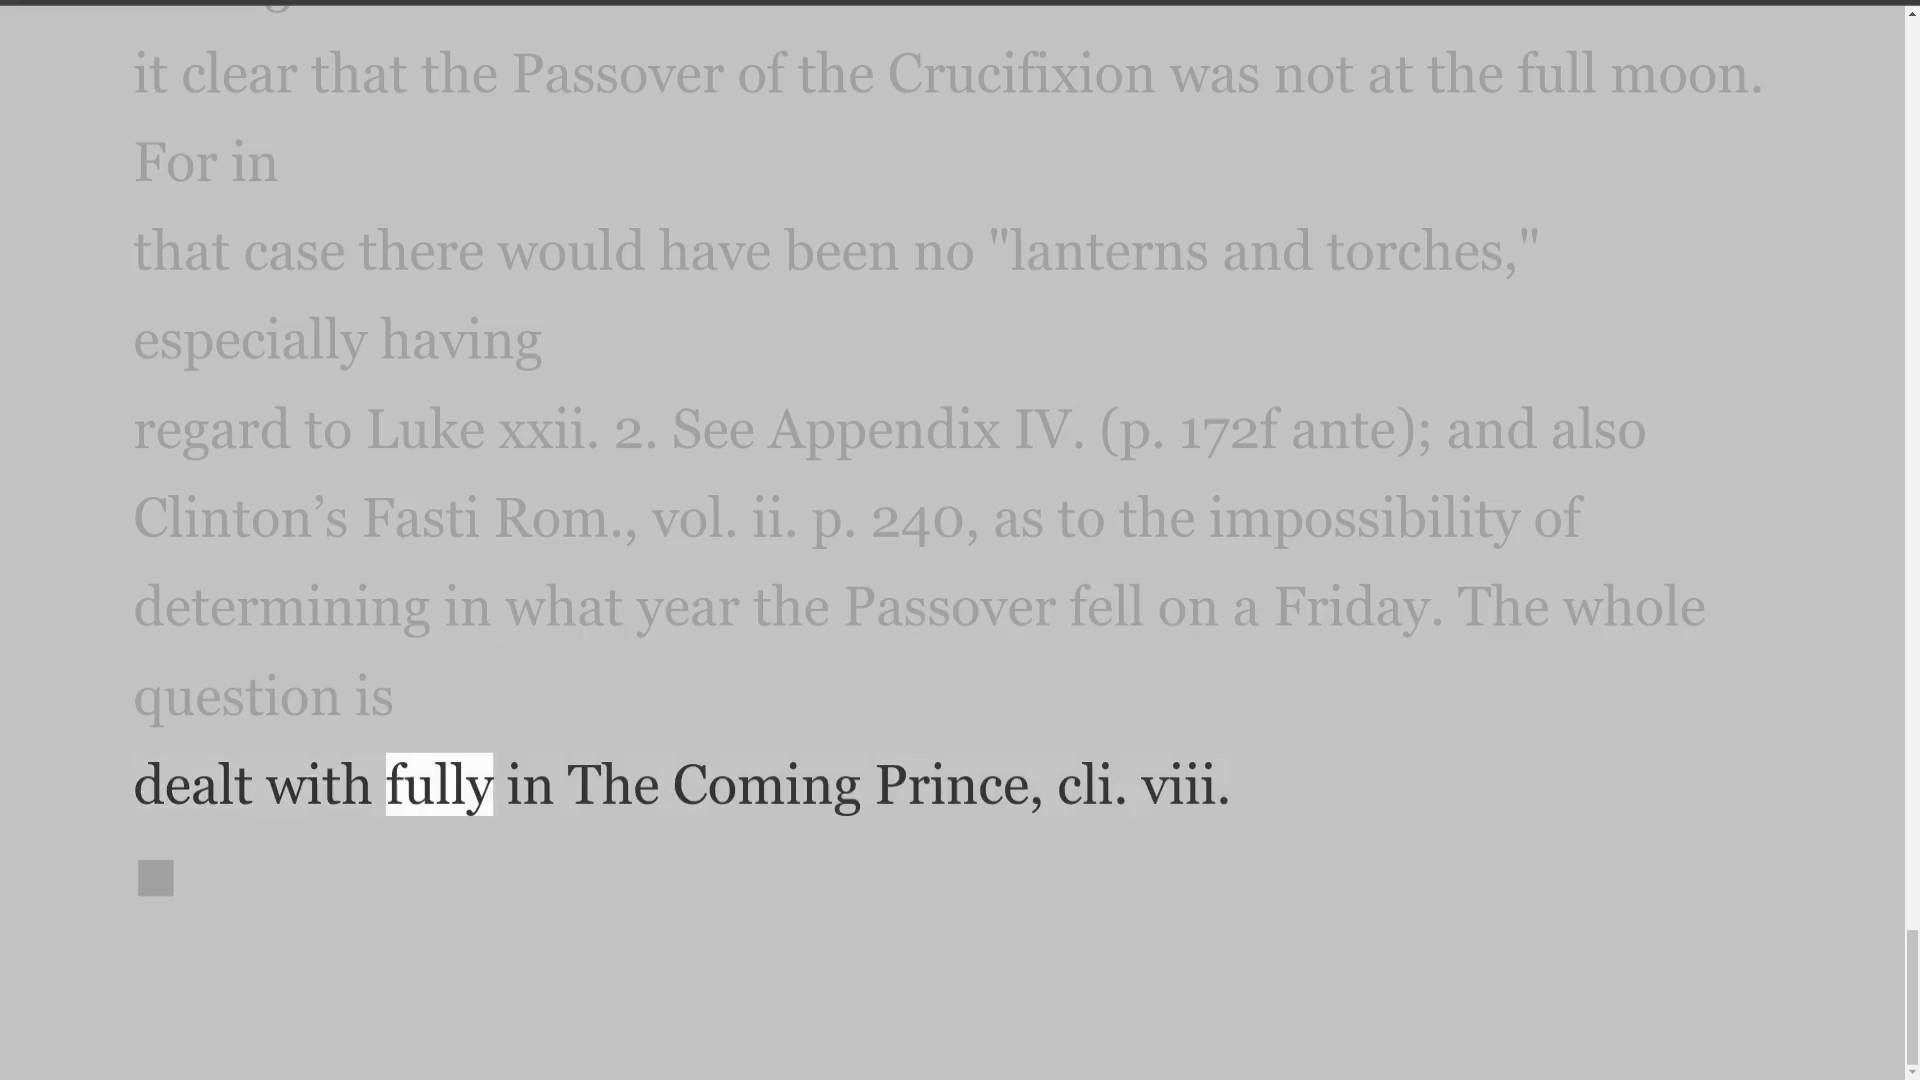 it clear that the Passover of the Crucifixion was not at the full moon.
For in
that case there would have been no "lanterns and torches,"
especially having
regard to Luke xxii. 2. See Appendix IV. (p. 172f ante); and also
Clinton’s Fasti Rom., vol. ii. p. 240, as to the impossibility of
determining in what year the Passover fell on a Friday. The whole
question is
dealt with fully in The Coming Prince, cli. viii.